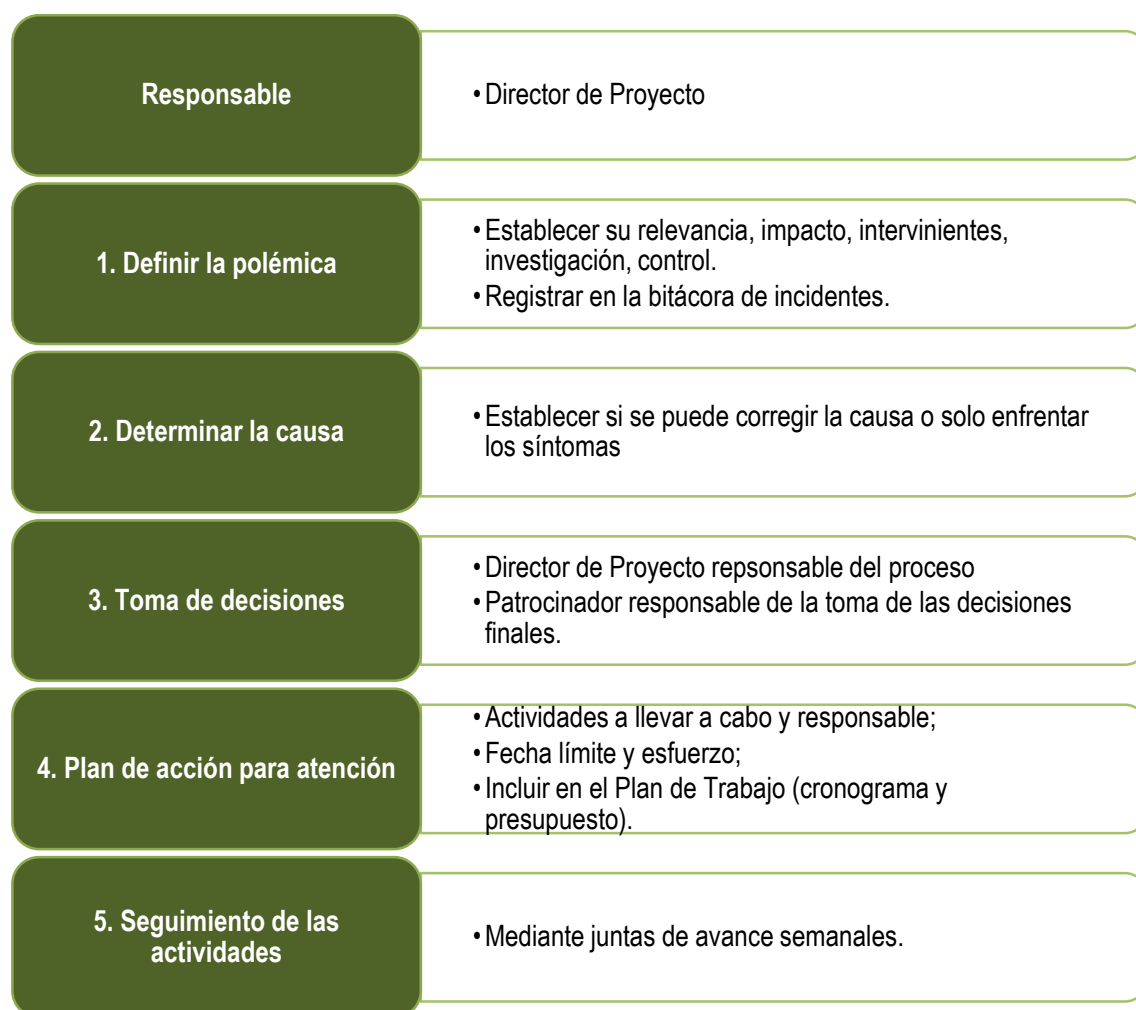 Responsable
• Director de Proyecto
1. Definir la polémica
• Establecer su relevancia, impacto, intervinientes,
investigación, control.
• Registrar en la bitácora de incidentes.
2. Determinar la causa
• Establecer si se puede corregir la causa o solo enfrentar
los síntomas
3. Toma de decisiones
• Director de Proyecto repsonsable del proceso
• Patrocinador responsable de la toma de las decisiones
finales.
4. Plan de acción para atención
• Actividades a llevar a cabo y responsable;
• Fecha límite y esfuerzo;
• Incluir en el Plan de Trabajo (cronograma y
presupuesto).
5. Seguimiento de las
actividades
• Mediante juntas de avance semanales.